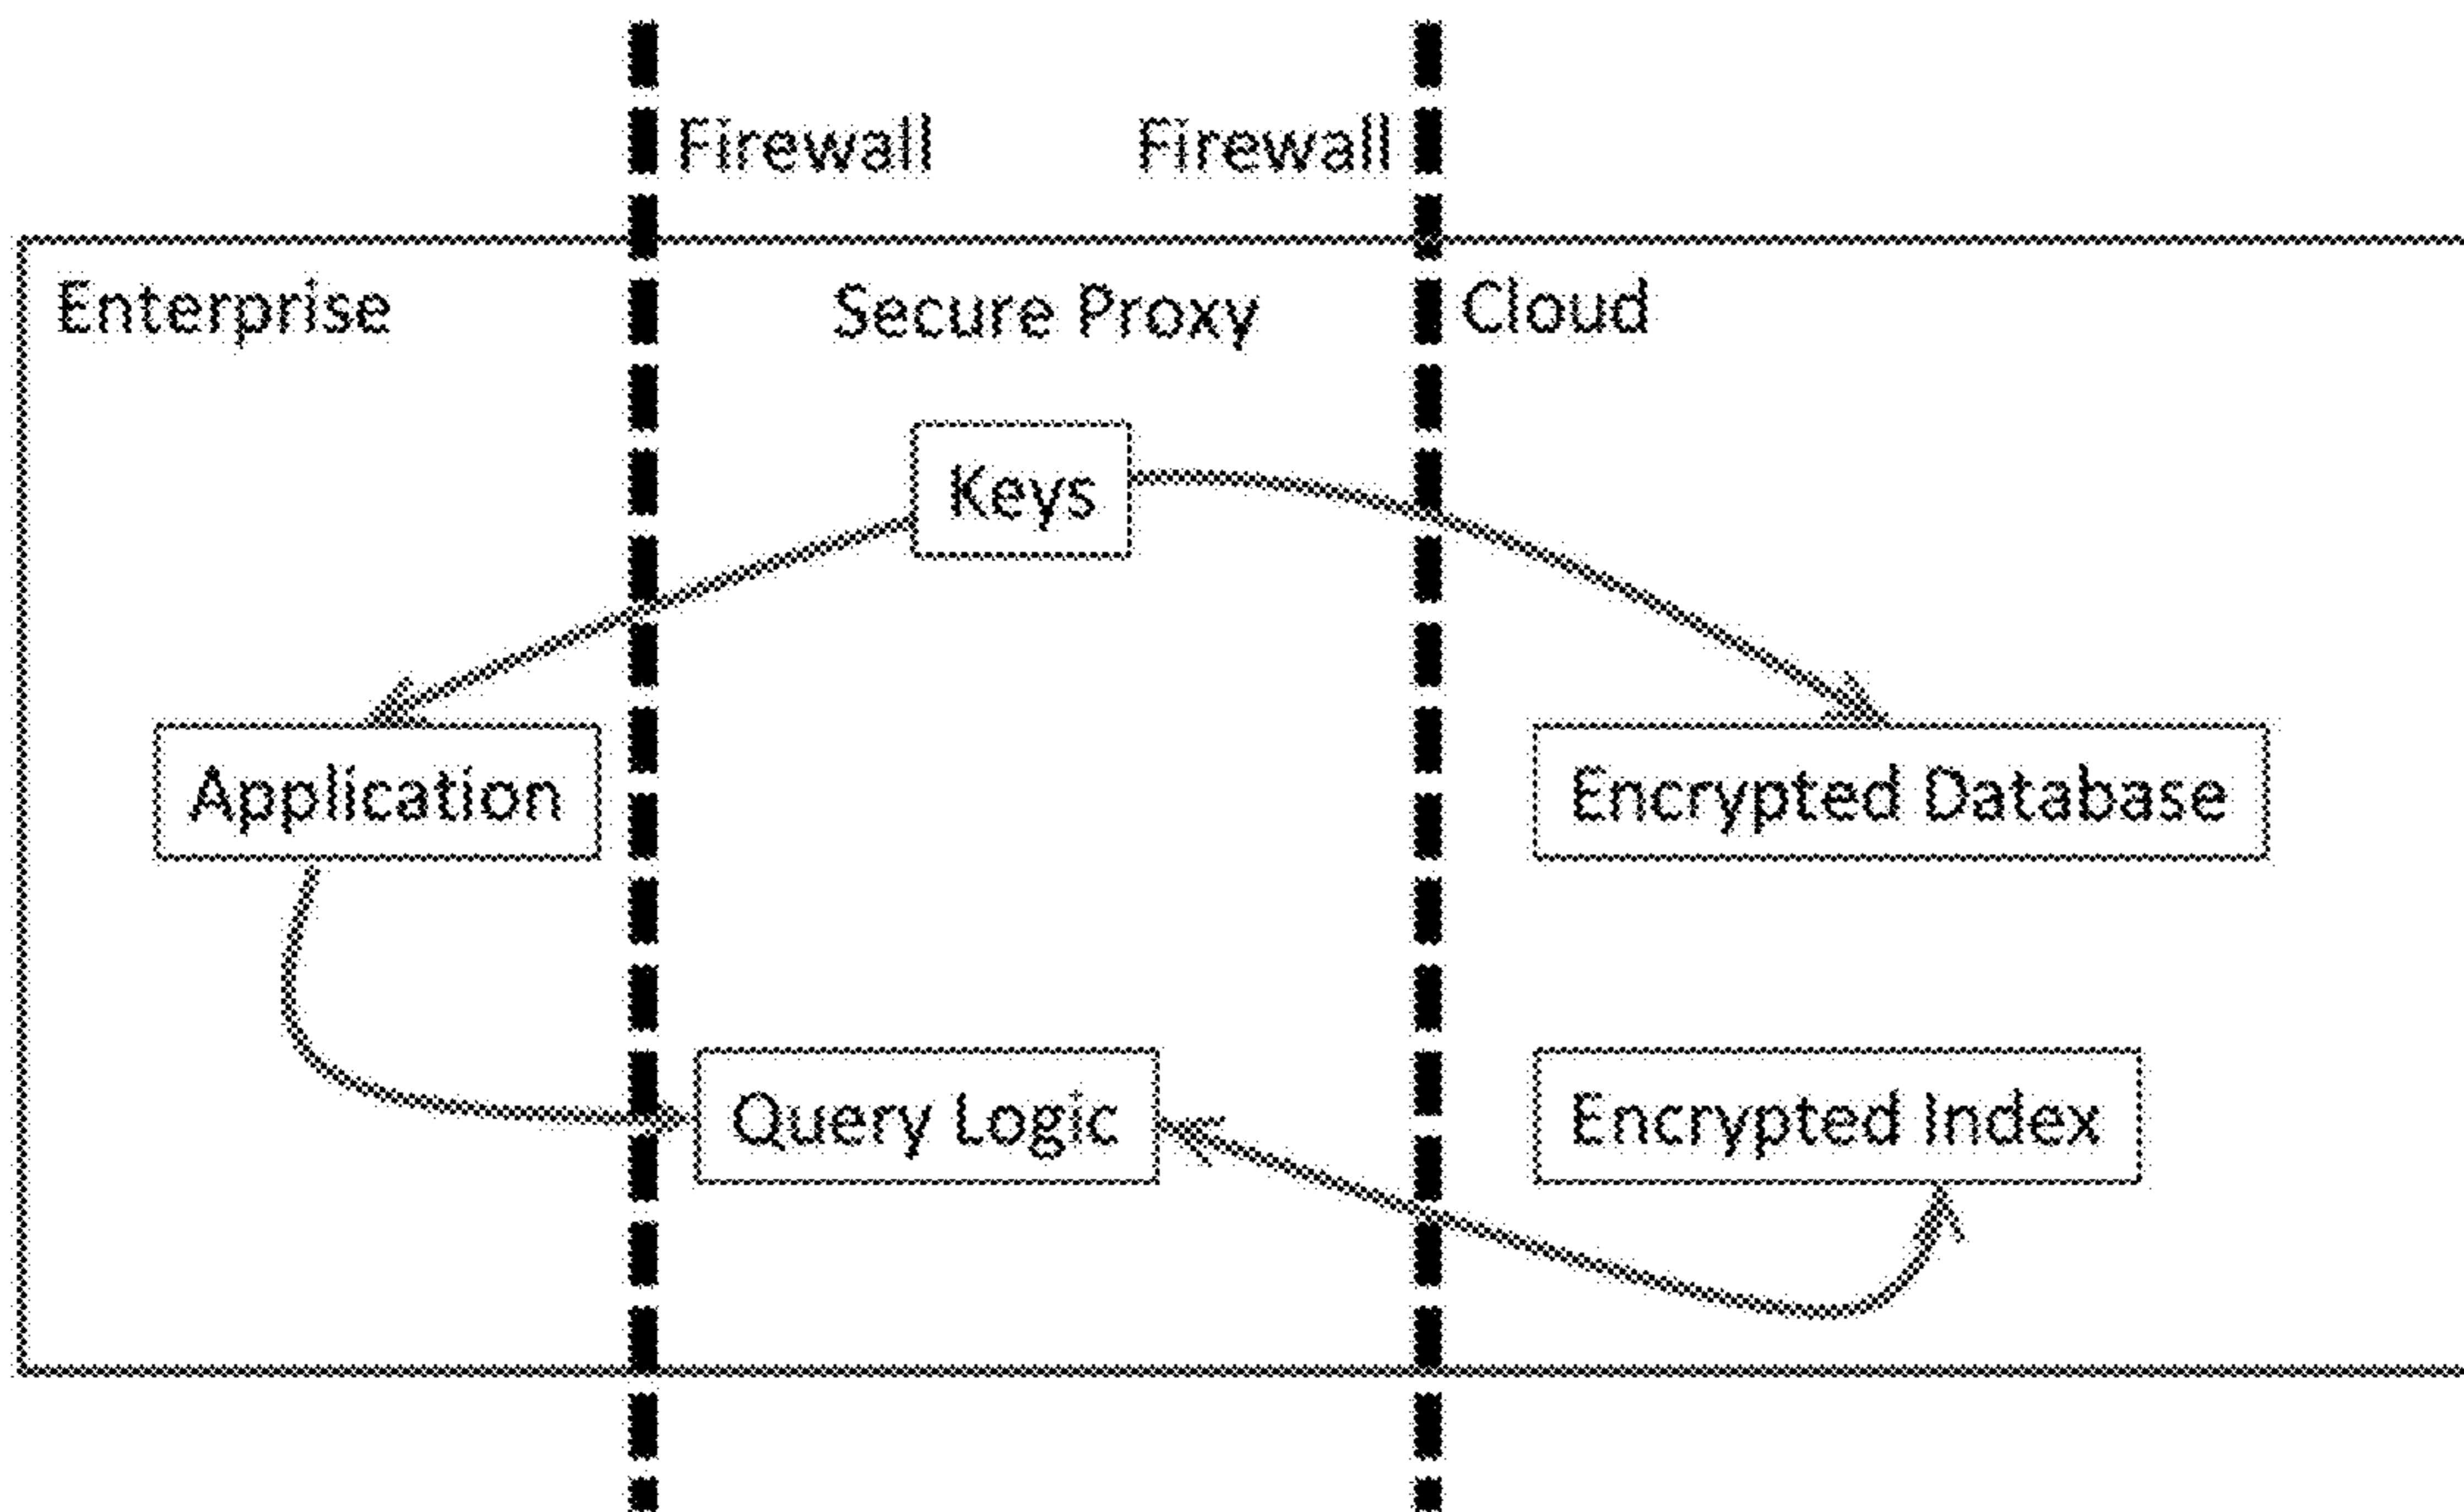 Firewall Firewall
Enterprise Secure Proxy Cloud
Keys
Application Encrypted Database
Query Logic Encrypted Index